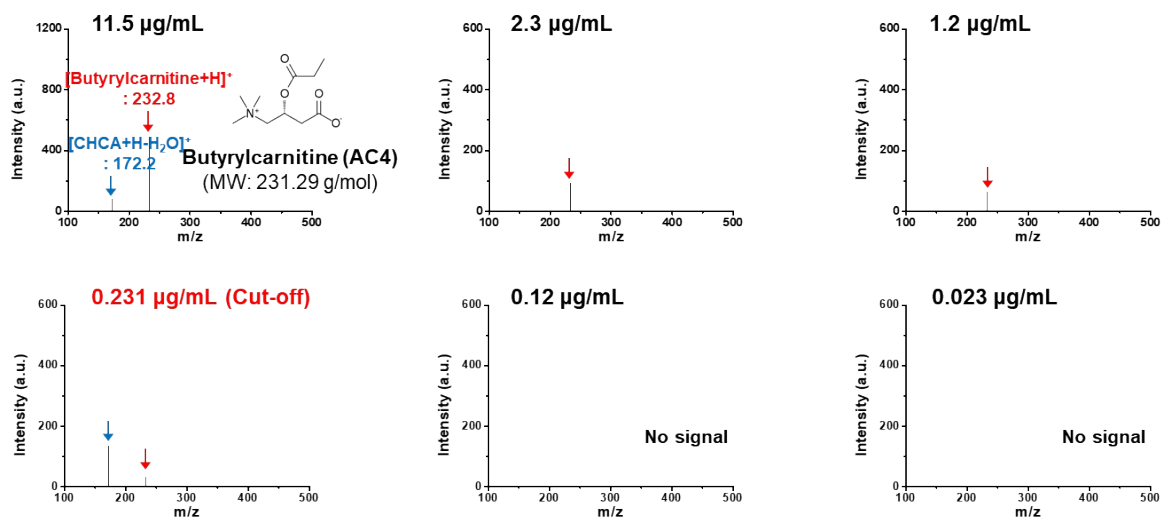 11.5 µg/mL
1200
800
400
0
Intensity (a.u.)
[Butyrylcarnitine+H]⁺
: 232.8
[CHCA+H-H₂O]⁺
: 172.2
O
O
O
N⁺
O⁻
Butyrylcarnitine (AC4)
(MW: 231.29 g/mol)
100 200 300 400 500
m/z
2.3 µg/mL
600
400
200
0
Intensity (a.u.)
100 200 300 400 500
m/z
1.2 µg/mL
600
400
200
0
Intensity (a.u.)
100 200 300 400 500
m/z
0.231 µg/mL (Cut-off)
600
400
200
0
Intensity (a.u.)
100 200 300 400 500
m/z
0.12 µg/mL
600
400
200
0
Intensity (a.u.)
No signal
100 200 300 400 500
m/z
0.023 µg/mL
600
400
200
0
Intensity (a.u.)
No signal
100 200 300 400 500
m/z